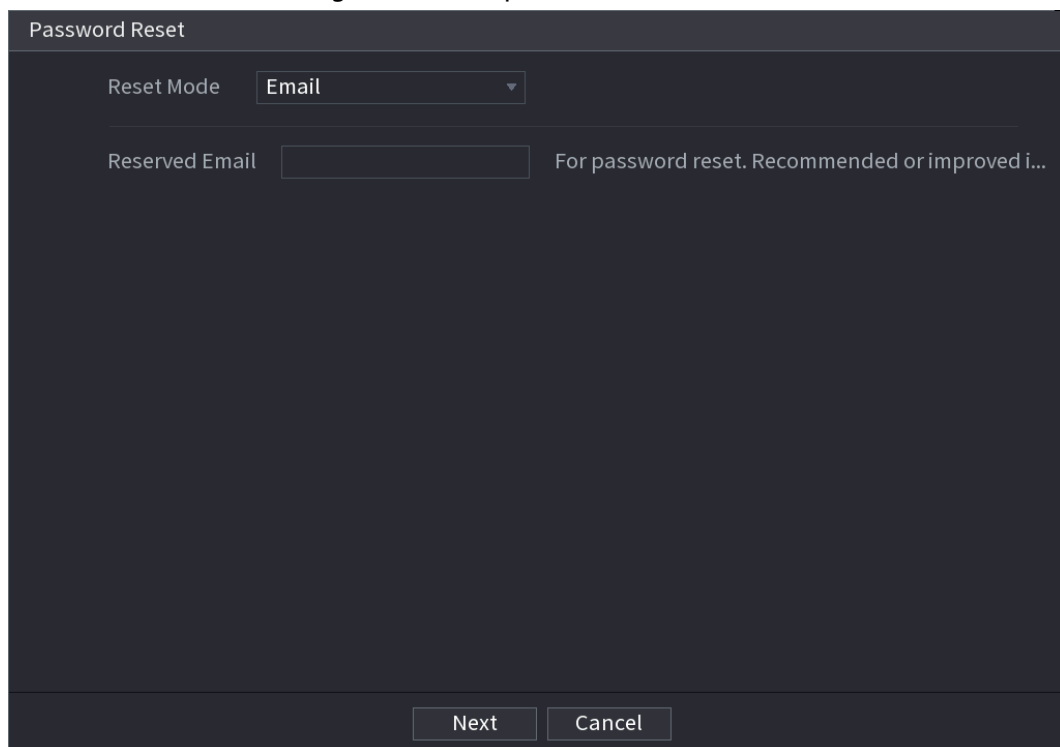 Password Reset
Reset Mode Email
Reserved Email For password reset. Recommended or improved i...
Next Cancel